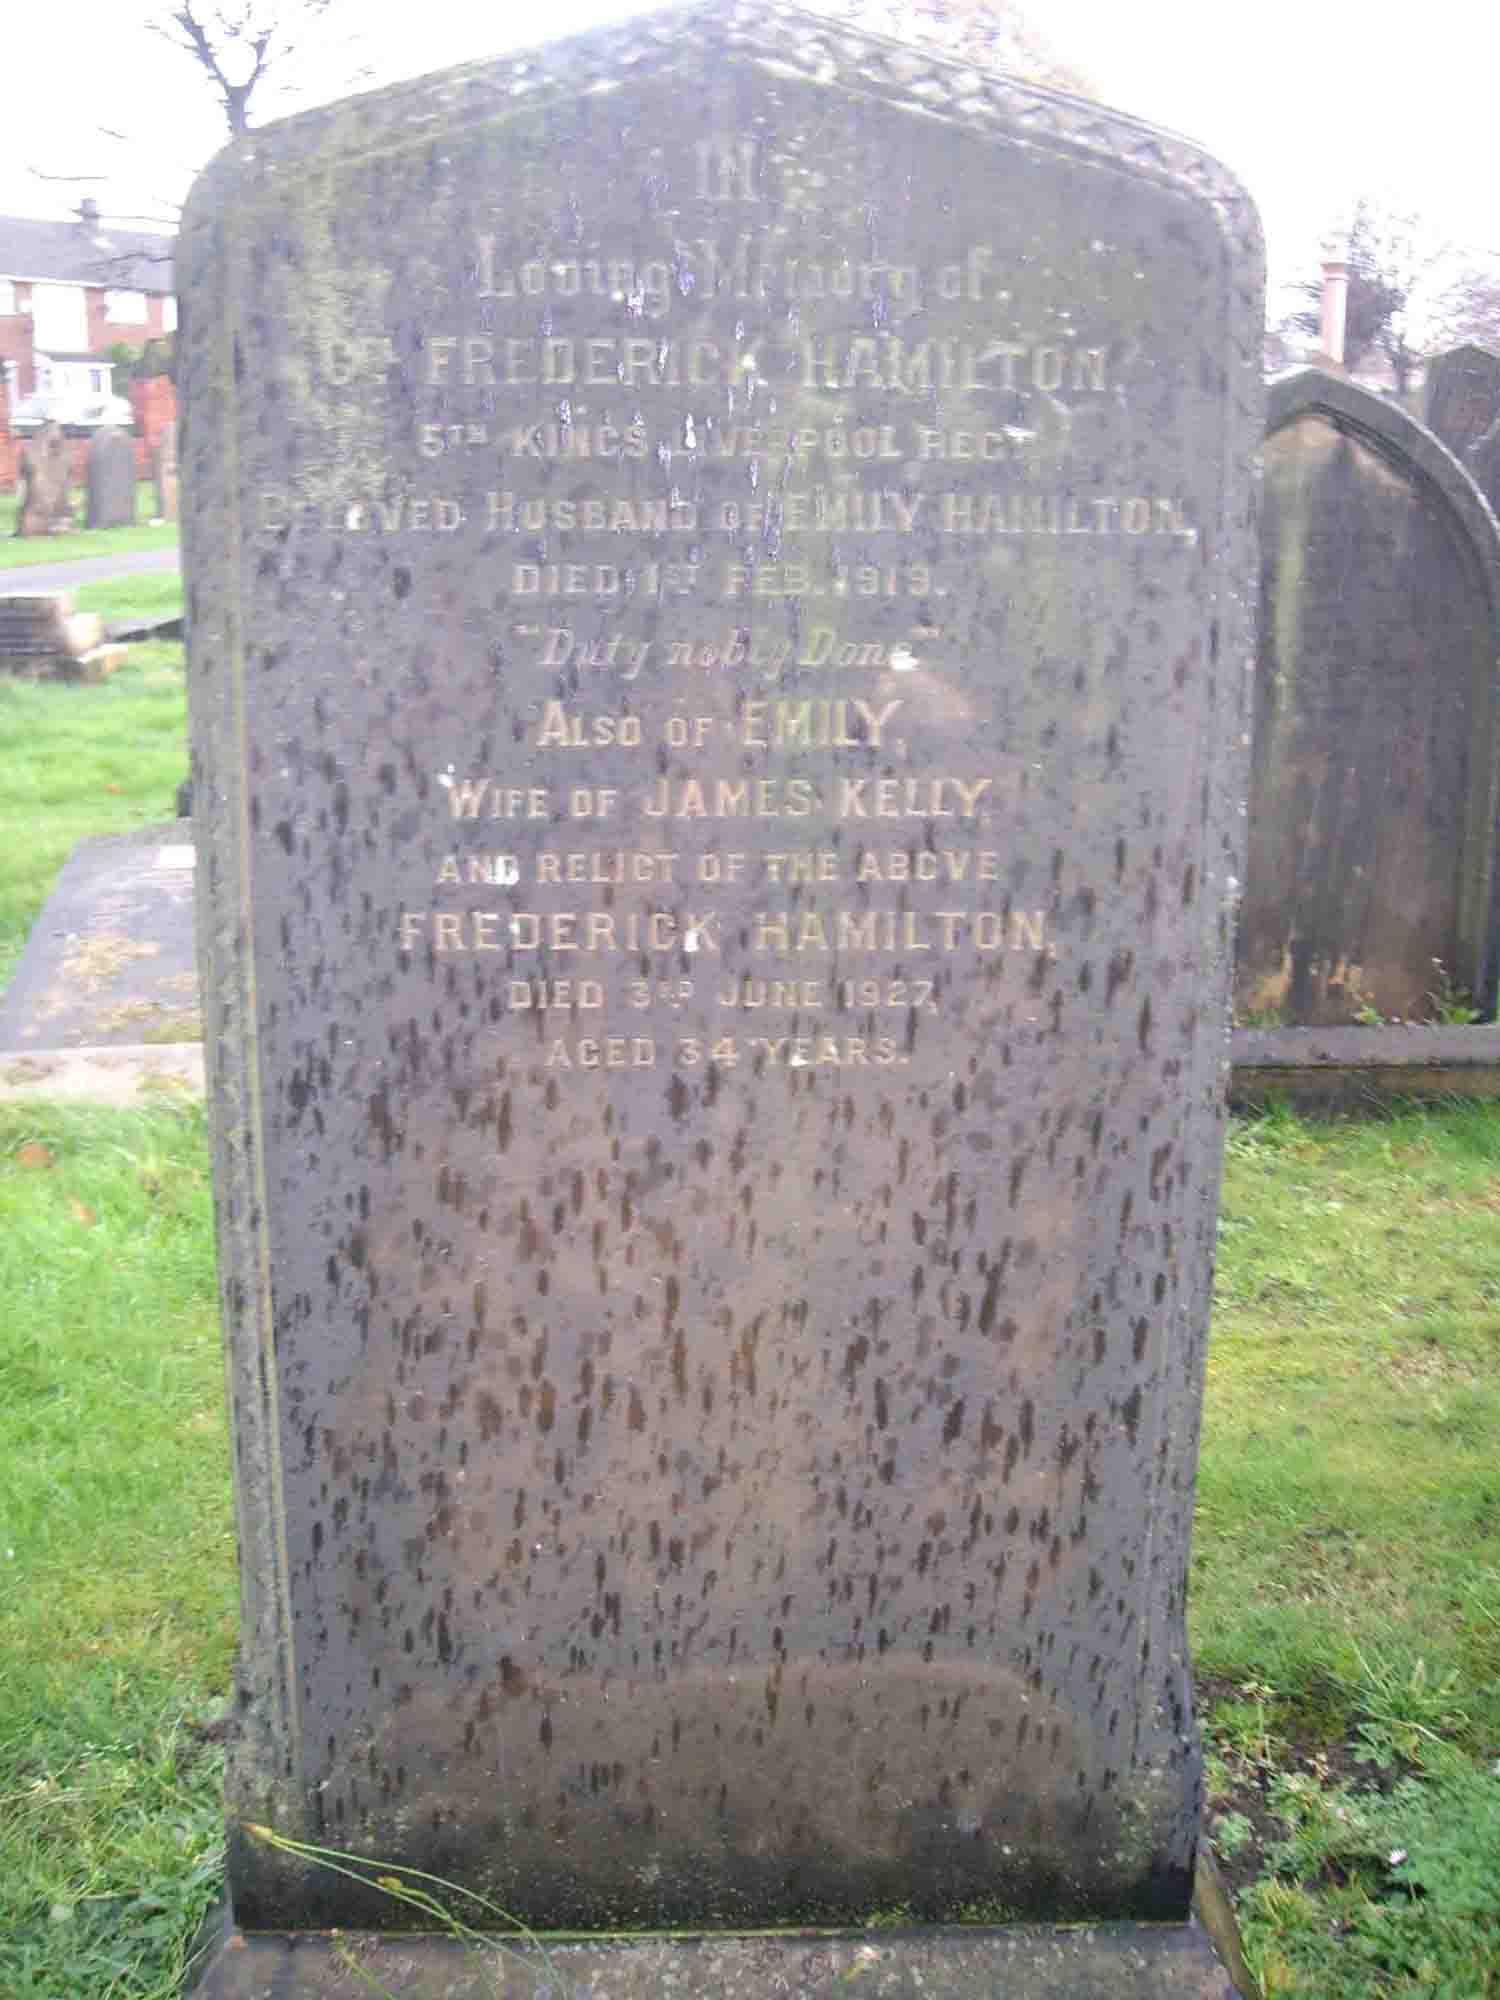 IN
Loving Memory of
FREDERICK HAMILTON,
5TH KINGS LIVERPOOL REGT
BELOVED HUSBAND OF EMILY HAMILTON,
DIED 1ST FEB. 1919.
"Duty nobly Done"
ALSO OF EMILY,
WIFE OF JAMES KELLY,
AND RELICT OF THE ABOVE
FREDERICK HAMILTON,
DIED 3RD JUNE 1927,
AGED 34 YEARS.